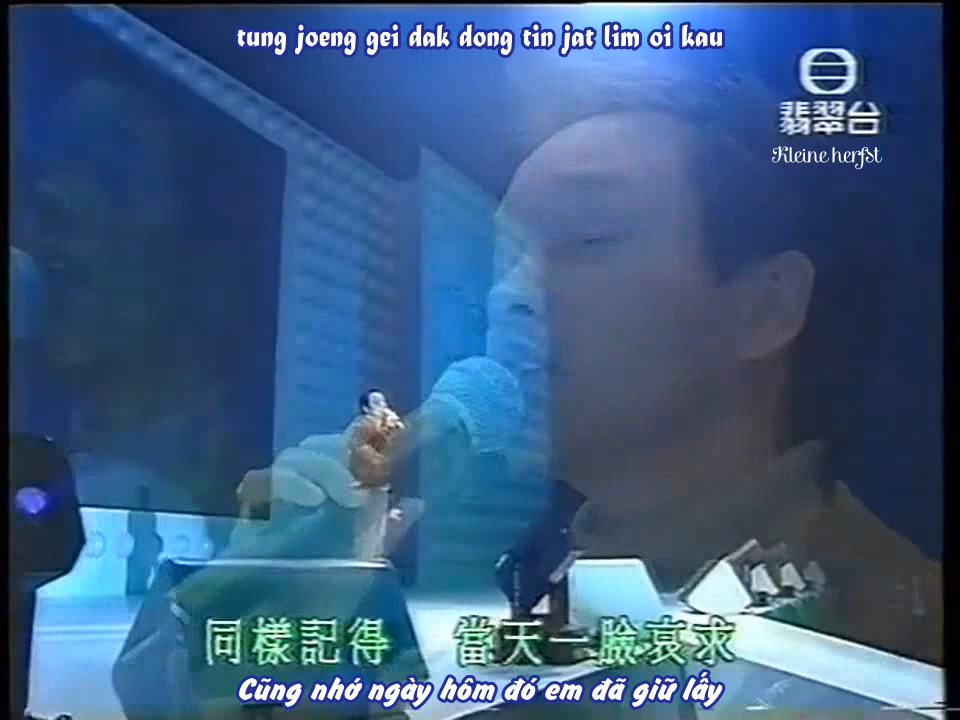 tung joeng gei dak dong tin jat lim oi kau
翡翠台
Kleine herfst
同樣記得 當天一臉哀求
Cũng nhớ ngày hôm đó em đã giữ lấy